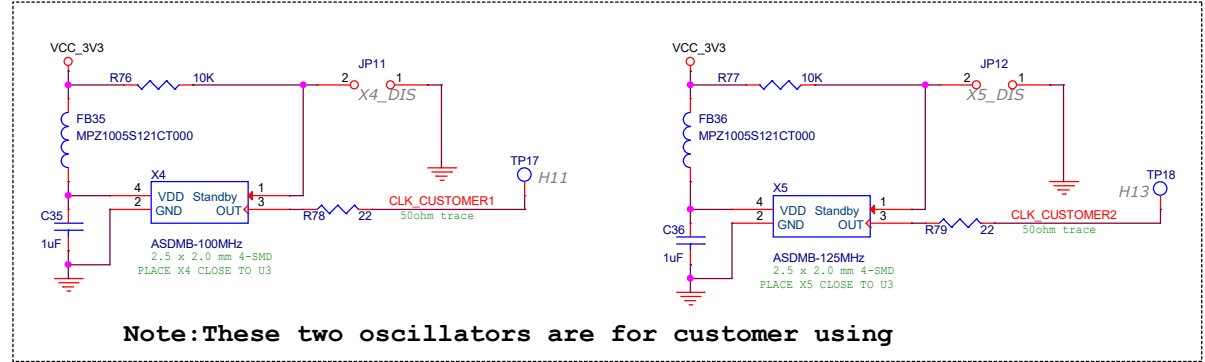 VCC_3V3
R76
10K
JP11
2
1
X4_DIS
FB35
MPZ1005S121CT000
TP17
H11
X4
4
VDD
Standby
1
2
GND
OUT
3
C35
1uF
R78
22
CLK_CUSTOMER1
50ohm trace
ASDMB-100MHz
2.5 x 2.0 mm 4-SMD
PLACE X4 CLOSE TO U3
VCC_3V3
R77
10K
JP12
2
1
X5_DIS
FB36
MPZ1005S121CT000
TP18
H13
X5
4
VDD
Standby
1
2
GND
OUT
3
C36
1uF
R79
22
CLK_CUSTOMER2
50ohm trace
ASDMB-125MHz
2.5 x 2.0 mm 4-SMD
PLACE X5 CLOSE TO U3
Note:These two oscillators are for customer using